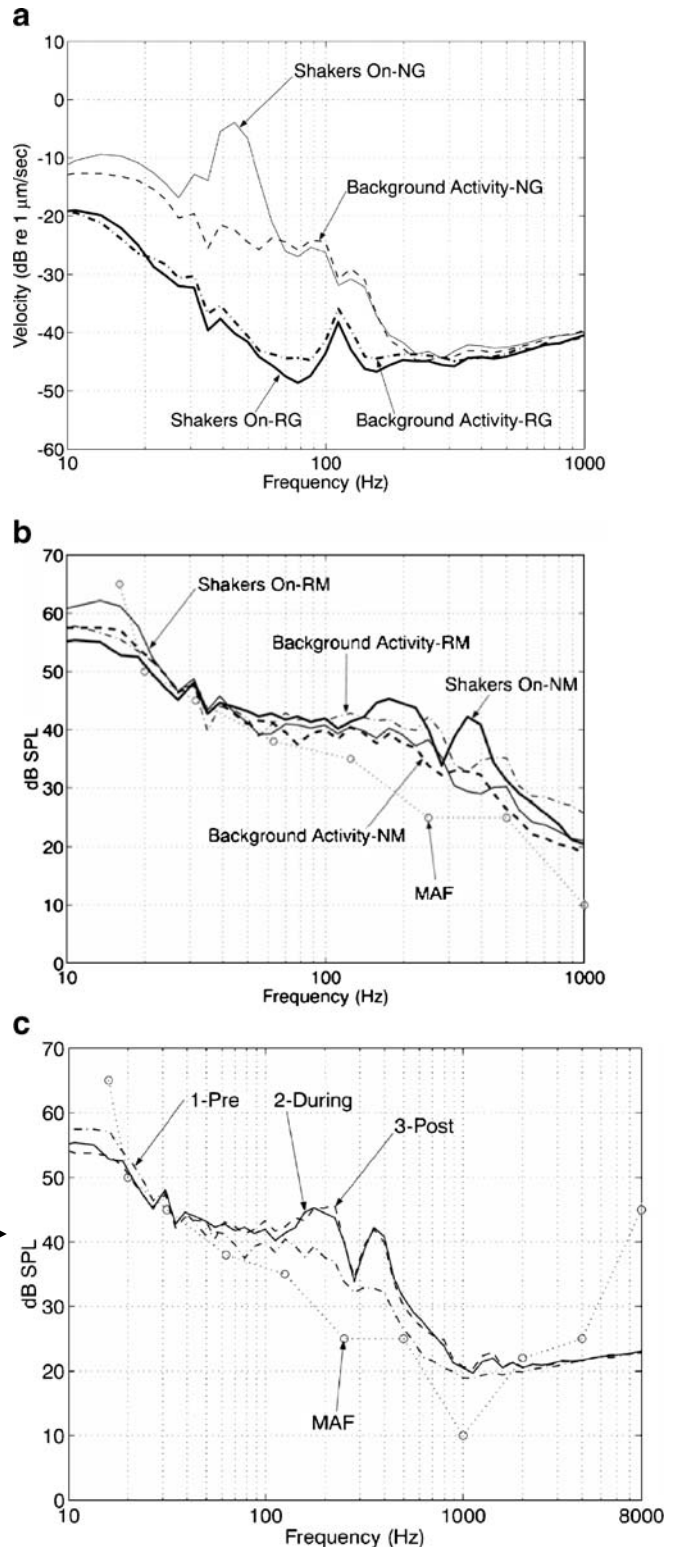 a
10
0
-10
-20
-30
-40
-50
-60
Velocity (dB re 1 μm/sec)
Shakers On-NG
Background Activity-NG
Shakers On-RG
Background Activity-RG
10
100
1000
Frequency (Hz)
b
70
60
50
40
30
20
10
0
dB SPL
Shakers On-RM
Background Activity-RM
Shakers On-NM
Background Activity-NM
MAF
10
100
1000
Frequency (Hz)
c
70
60
50
40
30
20
10
0
dB SPL
1-Pre
2-During
3-Post
MAF
10
100
1000
8000
Frequency (Hz)